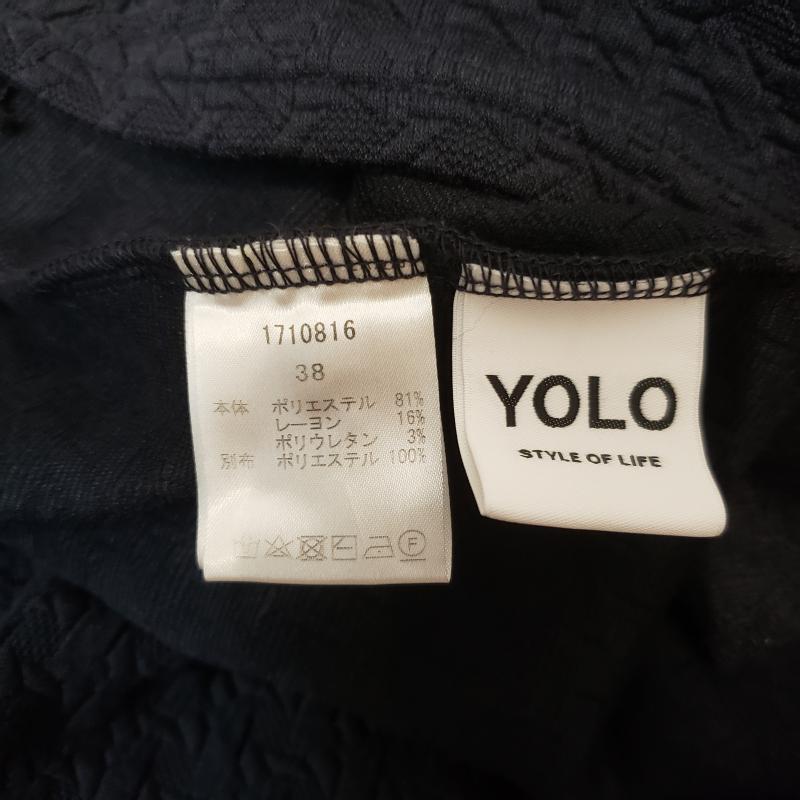 1710816
38
本体 ポリエステル 81%
レーヨン 16%
ポリウレタン 3%
別布 ポリエステル 100%
F
YOLO
STYLE OF LIFE